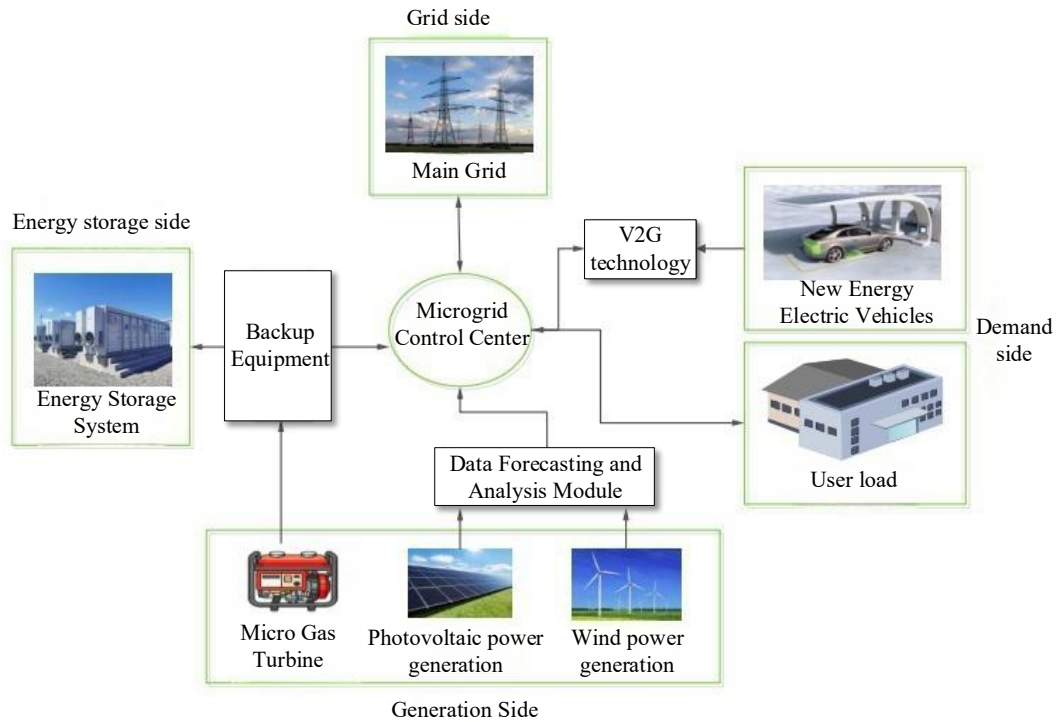 Grid side
Main Grid
Energy storage side
Energy Storage
System
Backup
Equipment
Microgrid
Control Center
V2G
technology
New Energy
Electric Vehicles
Demand
side
User load
Data Forecasting and
Analysis Module
Micro Gas
Turbine
Photovoltaic power
generation
Wind power
generation
Generation Side